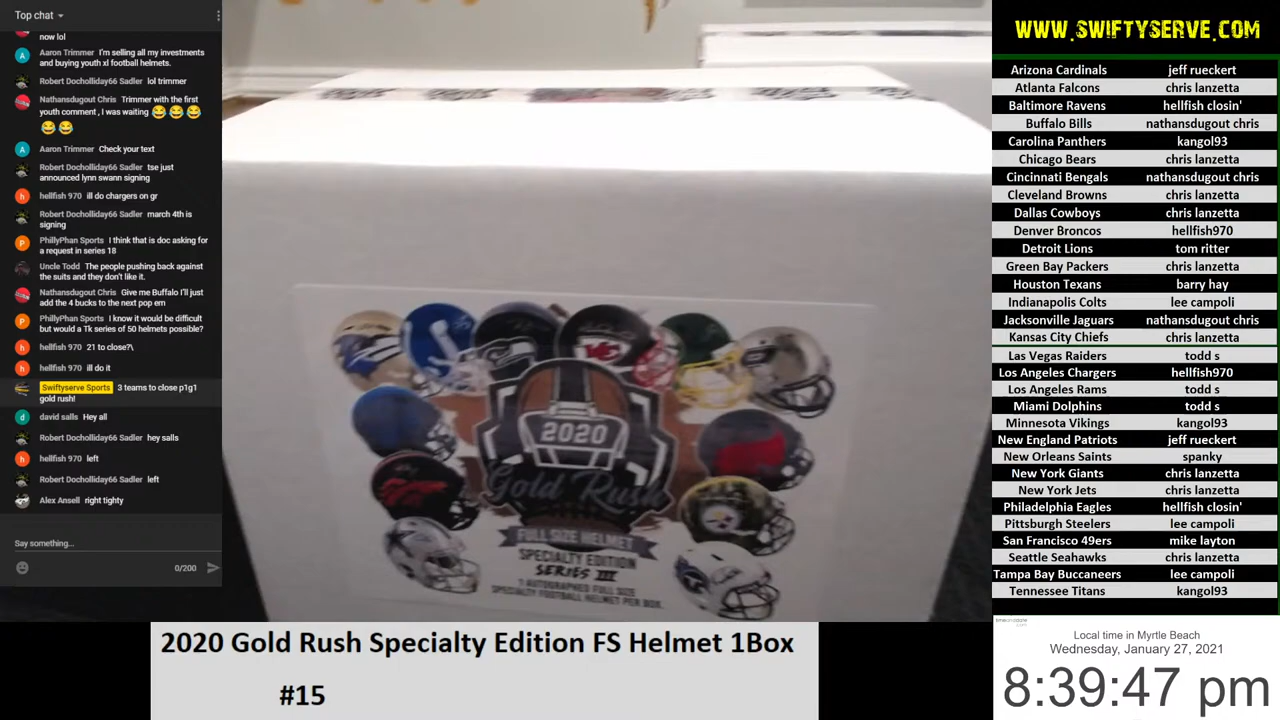 Top chat
now lol
Aaron Trimmer I'm selling all my investments
and buying youth xl football helmets.
Robert Docholliday66 Sadler lol trimmer
Nathansdugout Chris Trimmer with the first
youth comment , I was waiting 😂 😂 😂
😂 😂
Aaron Trimmer Check your text
Robert Docholliday66 Sadler tse just
announced lynn swann signing
hellfish 970 ill do chargers on gr
Robert Docholliday66 Sadler march 4th is
signing
PhillyPhan Sports I think that is doc asking for
a request in series 18
Uncle Todd The people pushing back against
the suits and they don't like it.
Nathansdugout Chris Give me Buffalo I'll just
add the 4 bucks to the next pop em
PhillyPhan Sports I know it would be difficult
but would a Tk series of 50 helmets possible?
hellfish 970 21 to close?\
hellfish 970 ill do it
Swiftyserve Sports 3 teams to close p1g1
gold rush!
david salls Hey all
Robert Docholliday66 Sadler hey salls
hellfish 970 left
Robert Docholliday66 Sadler left
Alex Ansell right tighty
Say something...
0/200
2020
Gold Rush
FULL SIZE HELMET
SPECIALTY EDITION
SERIES III
1 AUTOGRAPHED FULL SIZE
SPECIALTY FOOTBALL HELMET PER BOX.
2020 Gold Rush Specialty Edition FS Helmet 1Box
#15
WWW.SWIFTYSERVE.COM
Arizona Cardinals jeff rueckert
Atlanta Falcons chris lanzetta
Baltimore Ravens hellfish closin'
Buffalo Bills nathansdugout chris
Carolina Panthers kangol93
Chicago Bears chris lanzetta
Cincinnati Bengals nathansdugout chris
Cleveland Browns chris lanzetta
Dallas Cowboys chris lanzetta
Denver Broncos hellfish970
Detroit Lions tom ritter
Green Bay Packers chris lanzetta
Houston Texans barry hay
Indianapolis Colts lee campoli
Jacksonville Jaguars nathansdugout chris
Kansas City Chiefs chris lanzetta
Las Vegas Raiders todd s
Los Angeles Chargers hellfish970
Los Angeles Rams todd s
Miami Dolphins todd s
Minnesota Vikings kangol93
New England Patriots jeff rueckert
New Orleans Saints spanky
New York Giants chris lanzetta
New York Jets chris lanzetta
Philadelphia Eagles hellfish closin'
Pittsburgh Steelers lee campoli
San Francisco 49ers mike layton
Seattle Seahawks chris lanzetta
Tampa Bay Buccaneers lee campoli
Tennessee Titans kangol93
Local time in Myrtle Beach
Wednesday, January 27, 2021
8:39:47 pm